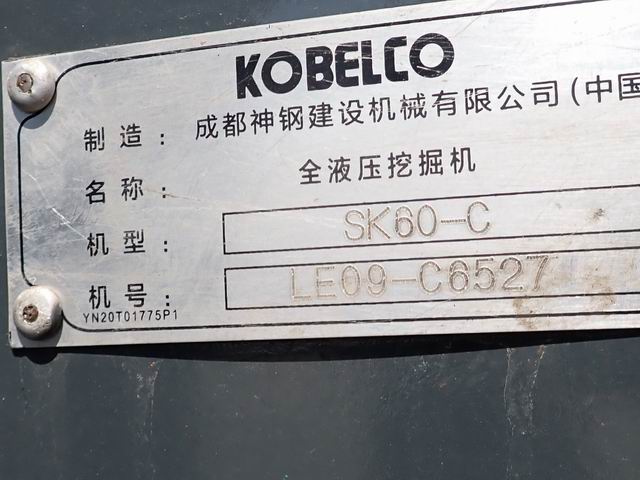 KOBELCO
制造： 成都神钢建设机械有限公司(中国
名称： 全液压挖掘机
机型： SK60-C
机号： LE09-C6527
YN20T01775P1